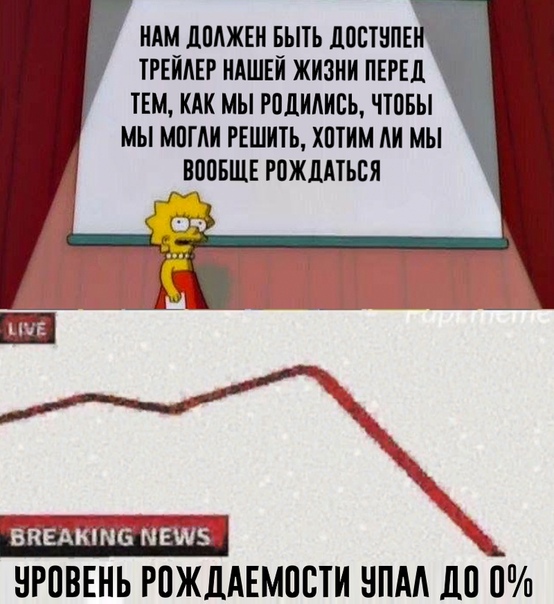 НАМ ДОЛЖЕН БЫТЬ ДОСТУПЕН
ТРЕЙЛЕР НАШЕЙ ЖИЗНИ ПЕРЕД
ТЕМ, КАК МЫ РОДИЛИСЬ, ЧТОБЫ
МЫ МОГЛИ РЕШИТЬ, ХОТИМ ЛИ МЫ
ВООБЩЕ РОЖДАТЬСЯ
LIVE
BREAKING NEWS
УРОВЕНЬ РОЖДАЕМОСТИ УПАЛ ДО 0%